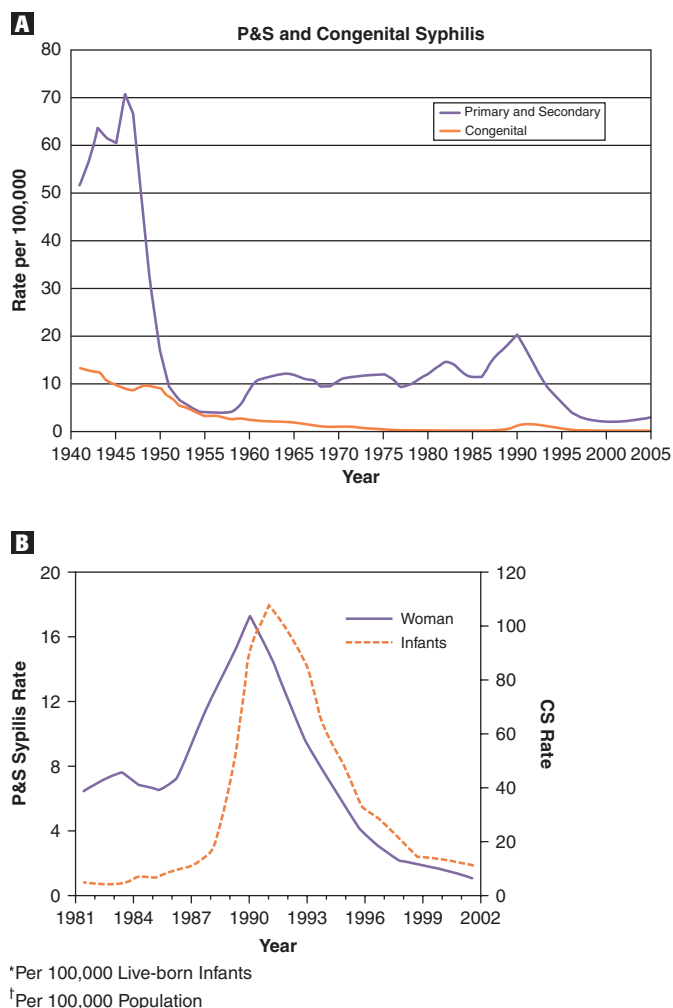 A
P&S and Congenital Syphilis
80
70
60
50
40
30
20
10
0
Rate per 100,000
Primary and Secondary
Congenital
1940 1945 1950 1955 1960 1965 1970 1975 1980 1985 1990 1995 2000 2005
Year
B
20
16
12
8
4
0
P&S Sypilis Rate
Woman
Infants
120
100
80
60
40
20
0
CS Rate
1981 1984 1987 1990 1993 1996 1999 2002
Year
*Per 100,000 Live-born Infants
†Per 100,000 Population